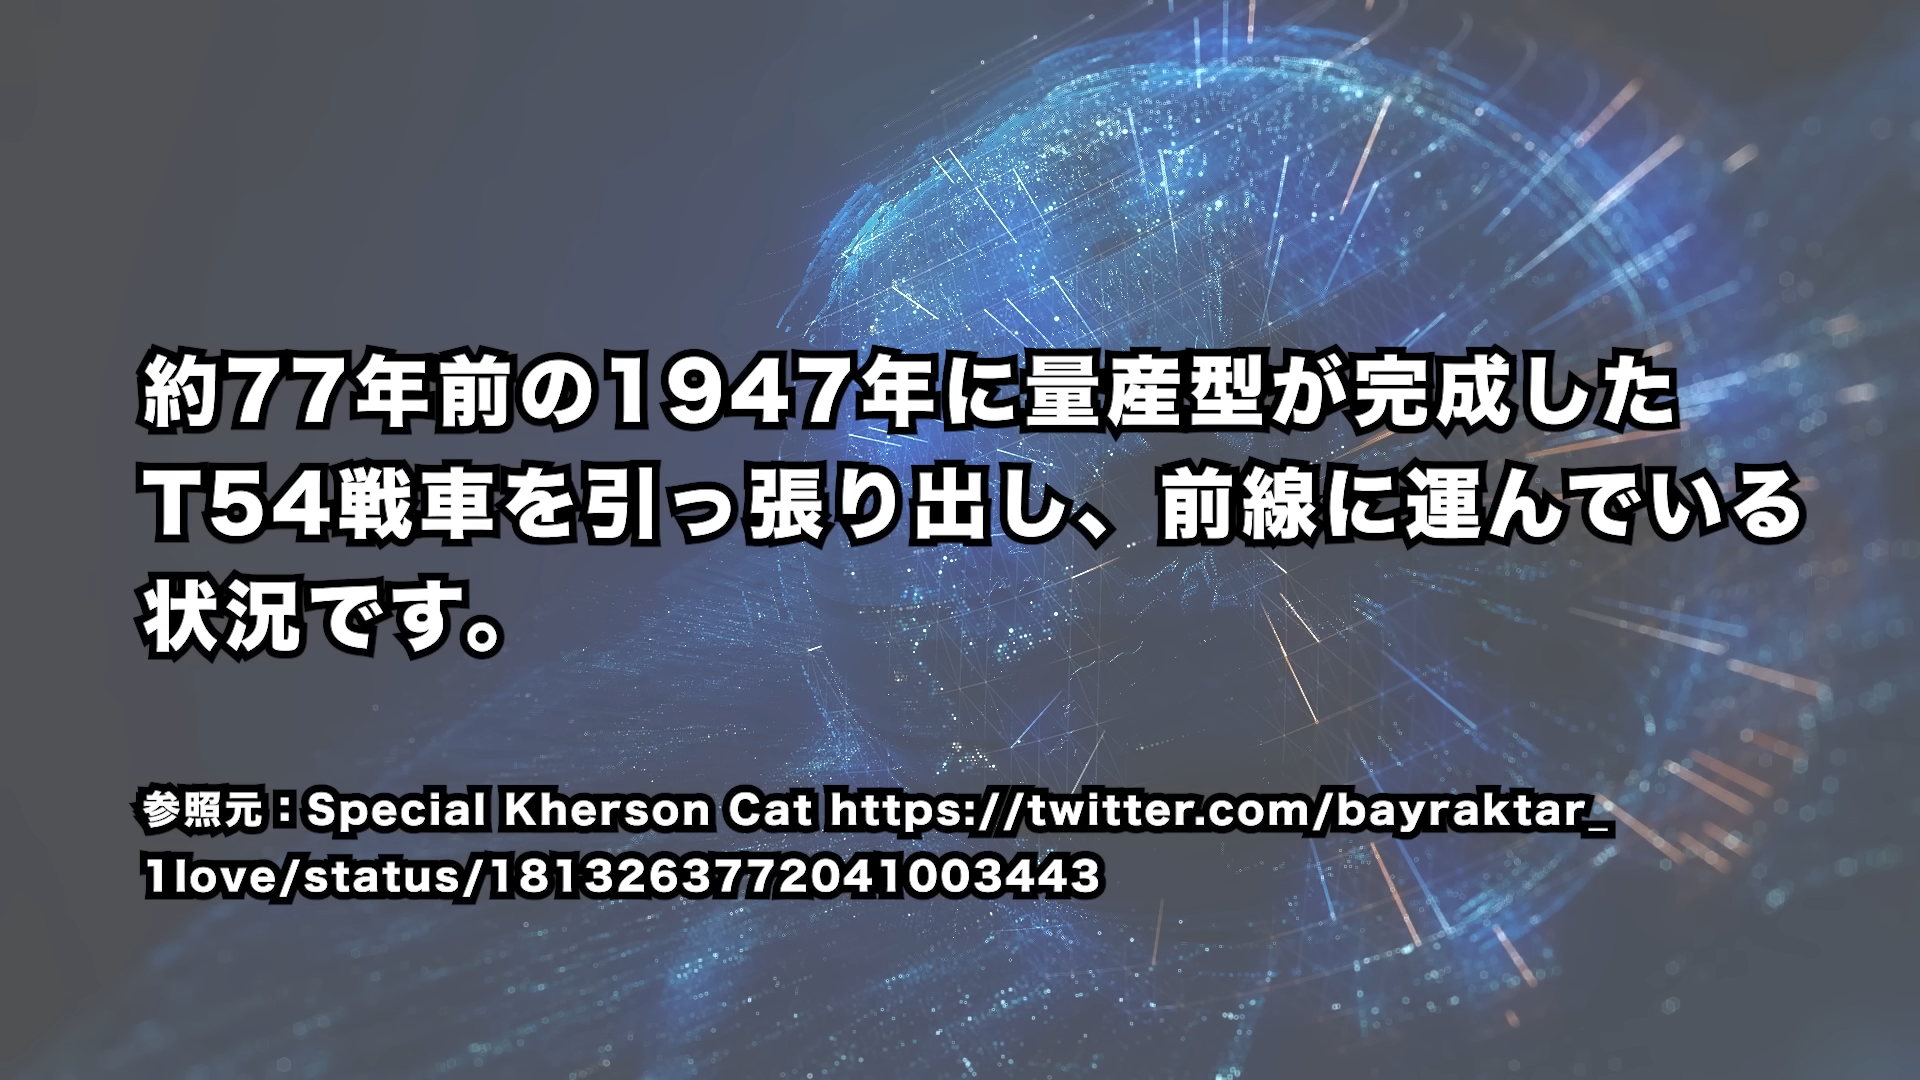 約77年前の1947年に量産型が完成した
T54戦車を引っ張り出し、前線に運んでいる
状況です。
参照元：Special Kherson Cat https://twitter.com/bayraktar_
1love/status/1813263772041003443